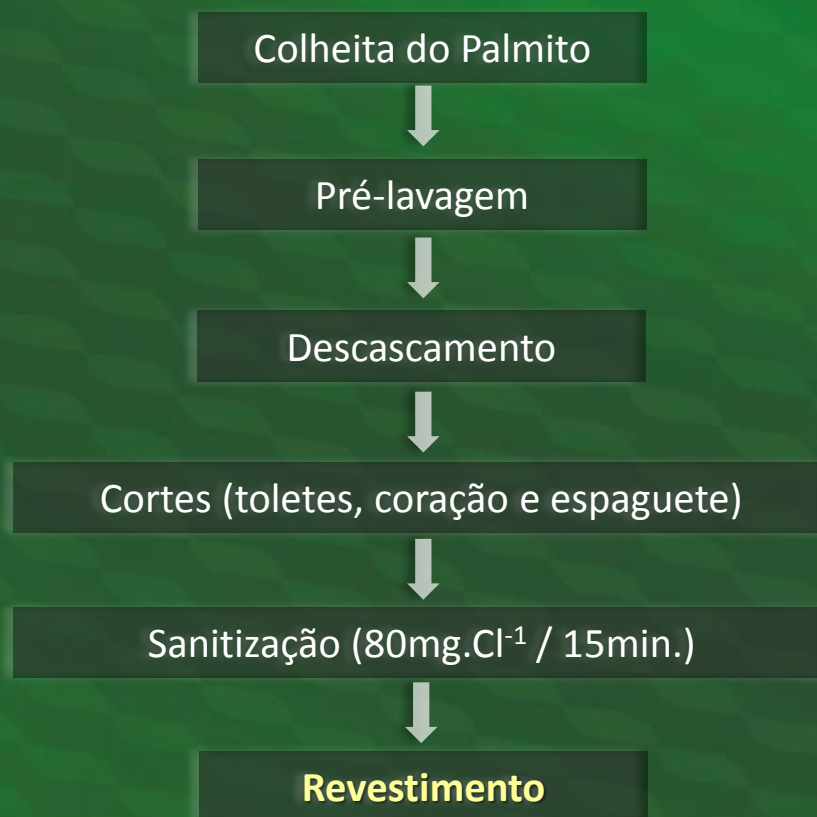 Colheita do Palmito
Pré-lavagem
Descascamento
Cortes (toletes, coração e espaguete)
Sanitização (80mg.Cl⁻¹ / 15min.)
Revestimento